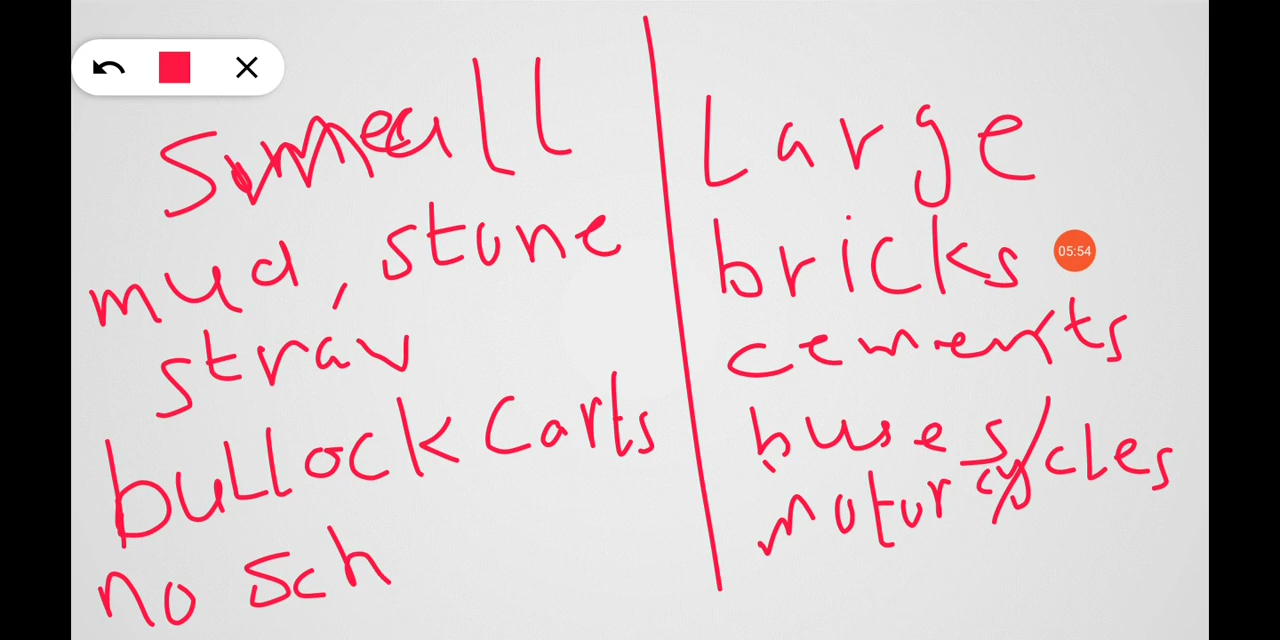 Small
mud, stone
straw
bullock carts
no sch
Large
bricks
05:54
cements
buses/
motorcycles